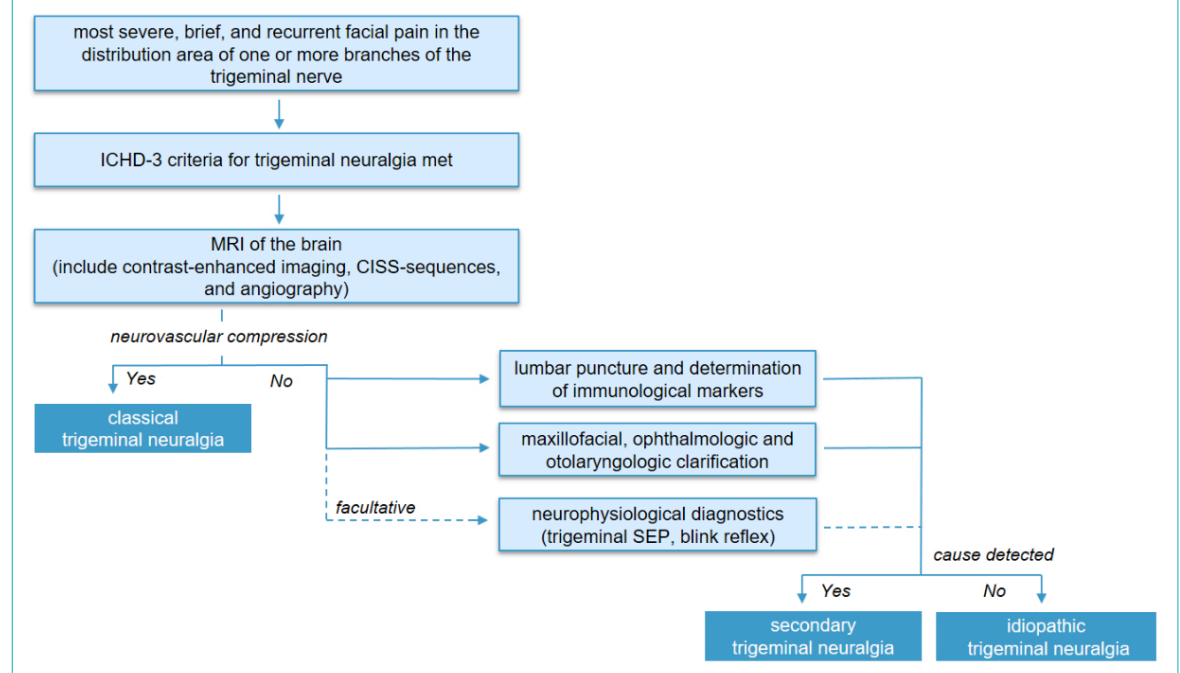 most severe, brief, and recurrent facial pain in the
distribution area of one or more branches of the
trigeminal nerve
ICHD-3 criteria for trigeminal neuralgia met
MRI of the brain
(include contrast-enhanced imaging, CISS-sequences,
and angiography)
neurovascular compression
Yes
No
classical
trigeminal neuralgia
lumbar puncture and determination
of immunological markers
maxillofacial, ophthalmologic and
otolaryngologic clarification
facultative
neurophysiological diagnostics
(trigeminal SEP, blink reflex)
cause detected
Yes
No
secondary
trigeminal neuralgia
idiopathic
trigeminal neuralgia